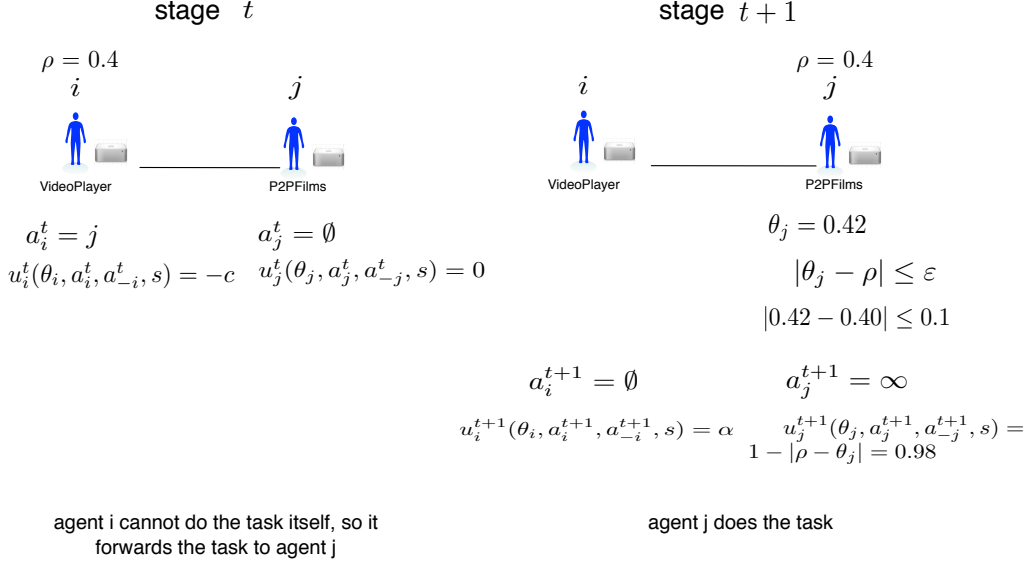 stage t
ρ = 0.4
i
j
VideoPlayer
P2PFilms
a_i^t = j
a_j^t = ∅
u_i^t(θ_i, a_i^t, a_{-i}^t, s) = −c
u_j^t(θ_j, a_j^t, a_{-j}^t, s) = 0
agent i cannot do the task itself, so it
forwards the task to agent j
stage t + 1
ρ = 0.4
i
j
VideoPlayer
P2PFilms
θ_j = 0.42
|θ_j − ρ| ≤ ε
|0.42 − 0.40| ≤ 0.1
a_i^{t+1} = ∅
a_j^{t+1} = ∞
u_i^{t+1}(θ_i, a_i^{t+1}, a_{-i}^{t+1}, s) = α
u_j^{t+1}(θ_j, a_j^{t+1}, a_{-j}^{t+1}, s) =
1 − |ρ − θ_j| = 0.98
agent j does the task